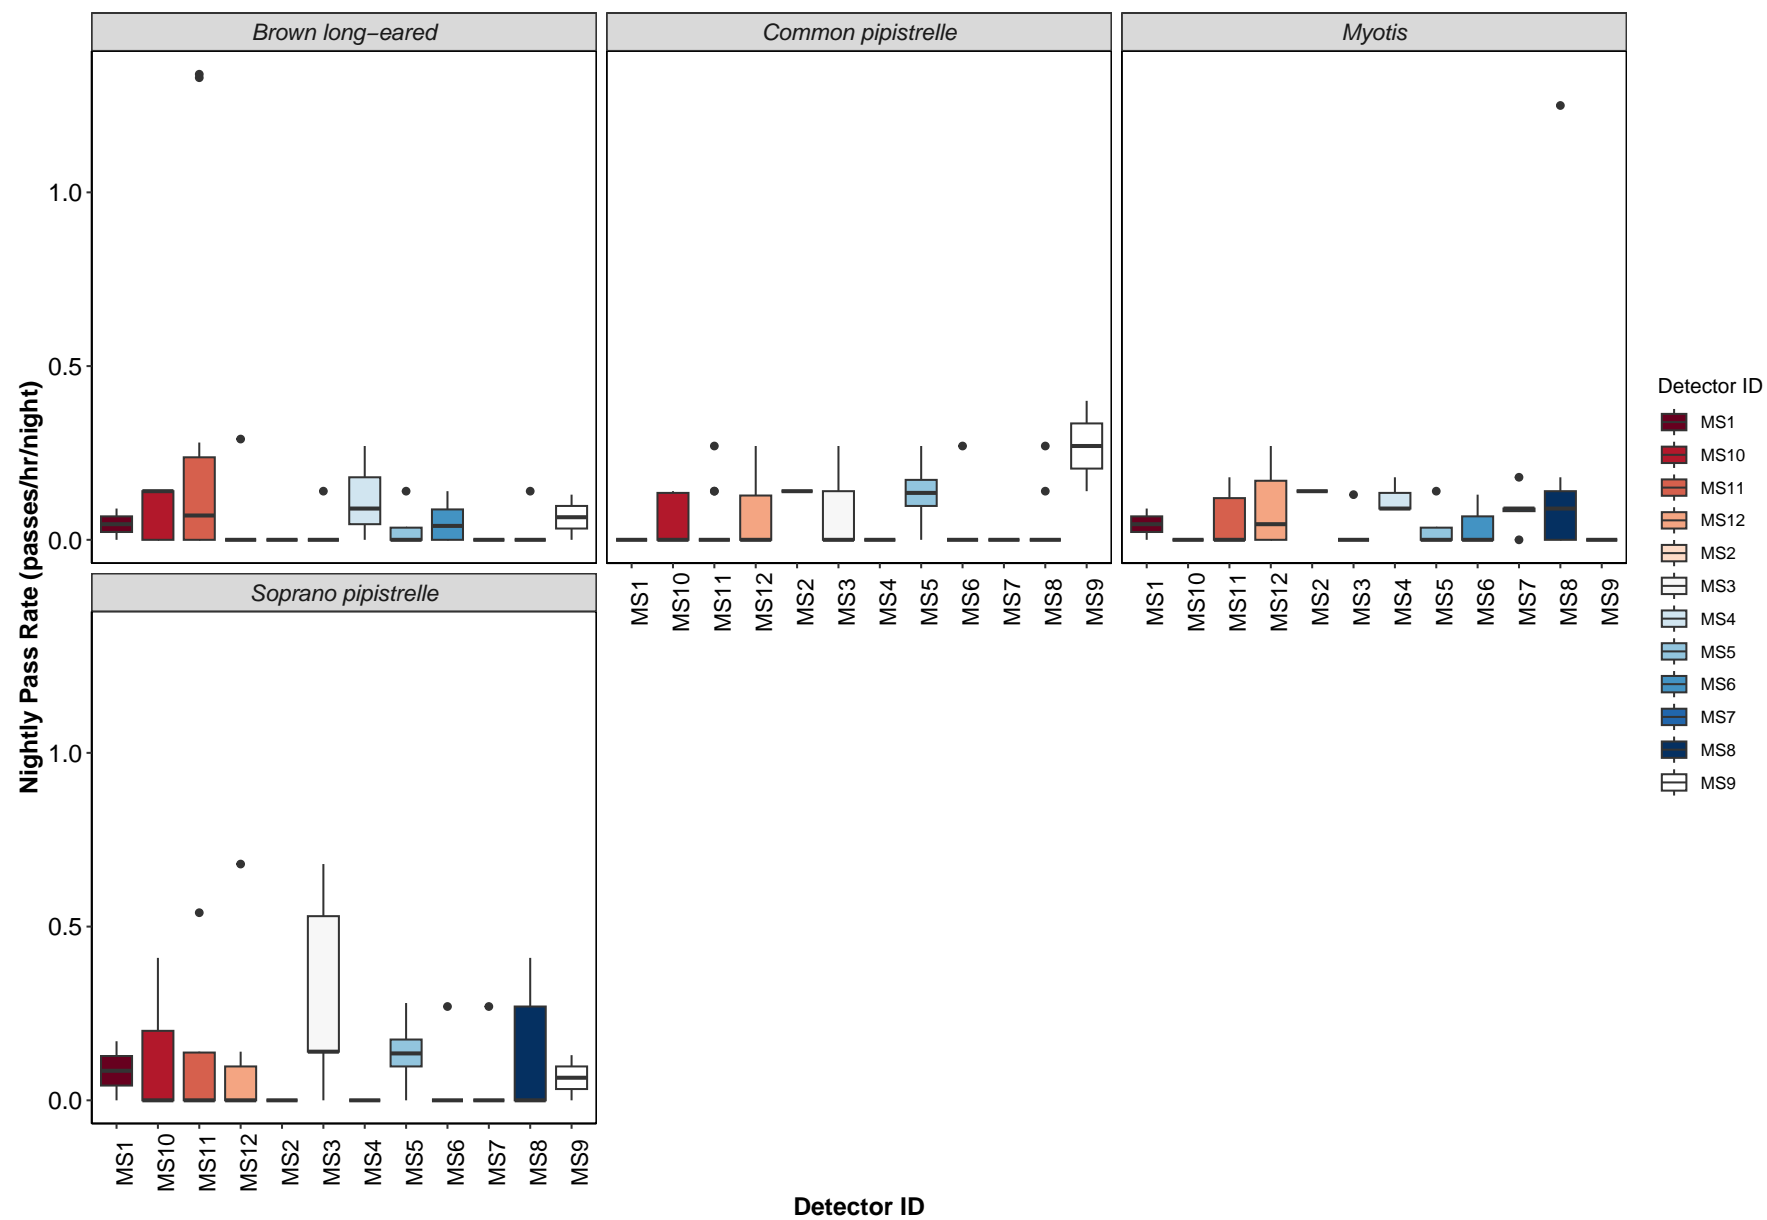 Brown long−eared
Common pipistrelle
Myotis
1.0
0.5
0.0
MS1
MS10
MS11
MS12
MS2
MS3
MS4
MS5
MS6
MS7
MS8
MS9
MS1
MS10
MS11
MS12
MS2
MS3
MS4
MS5
MS6
MS7
MS8
MS9
Soprano pipistrelle
1.0
0.5
0.0
MS1
MS10
MS11
MS12
MS2
MS3
MS4
MS5
MS6
MS7
MS8
MS9
Detector ID
Nightly Pass Rate (passes/hr/night)
Detector ID
MS1
MS10
MS11
MS12
MS2
MS3
MS4
MS5
MS6
MS7
MS8
MS9